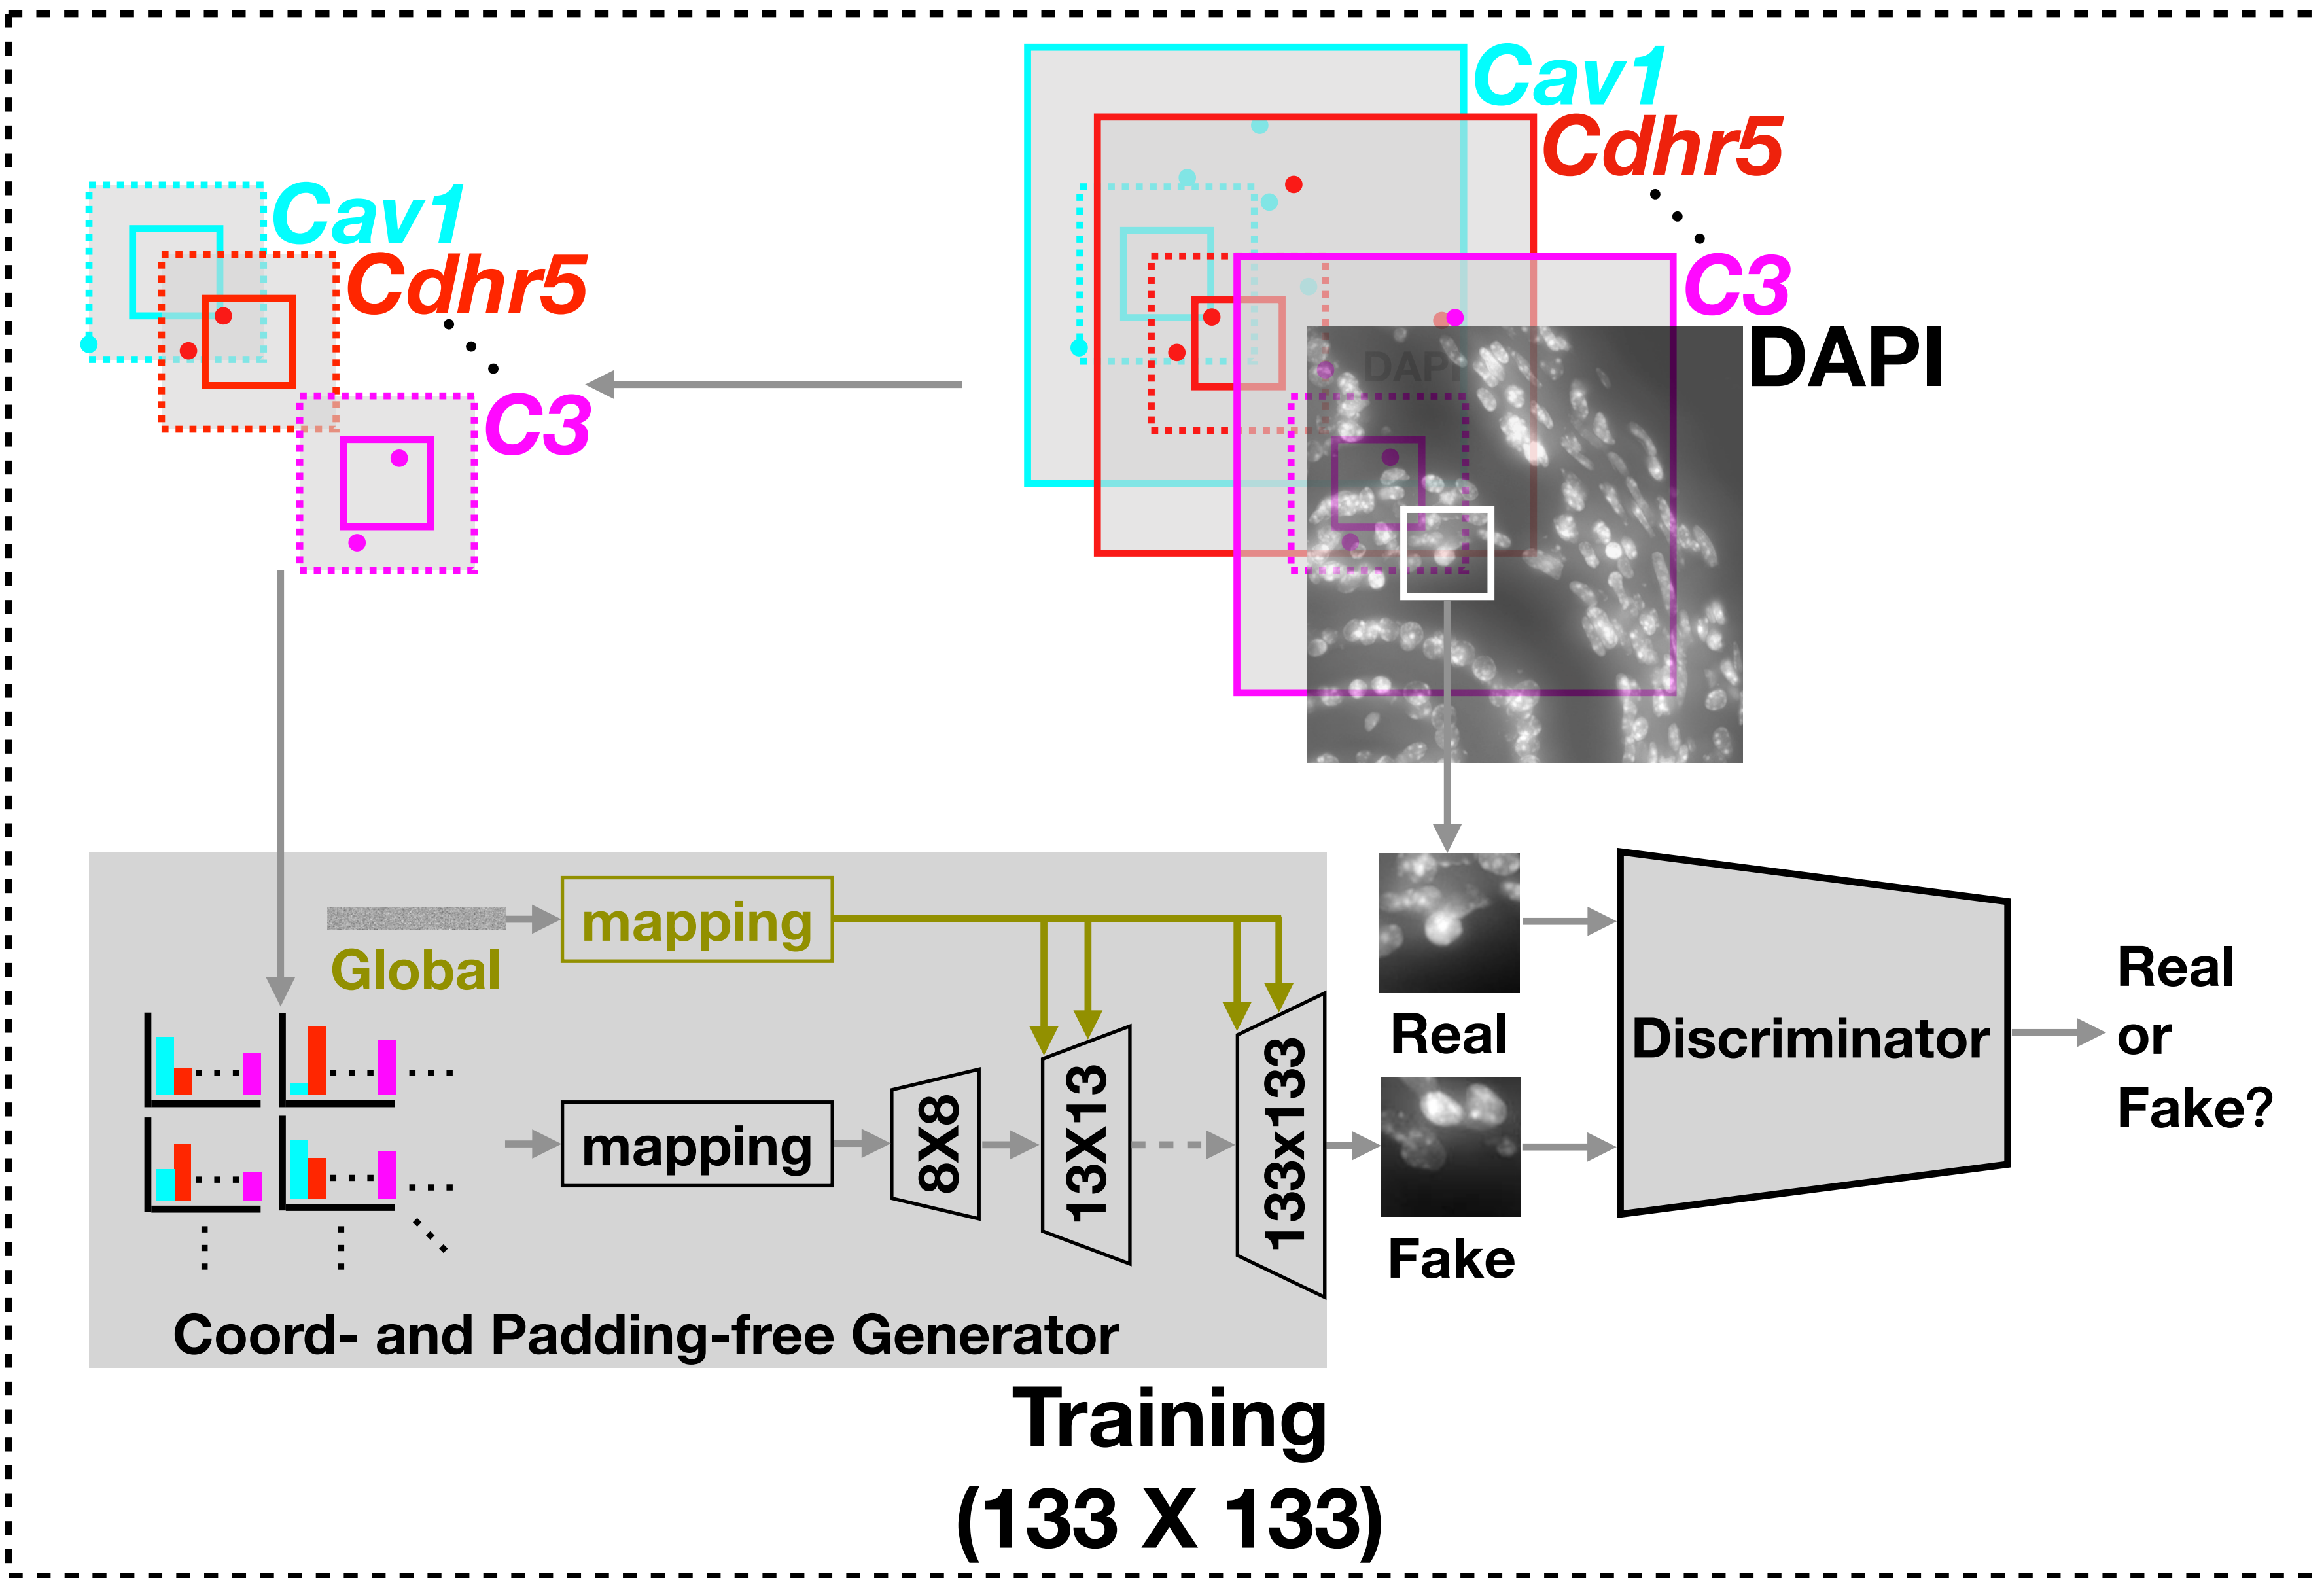 Cav1
Cdhr5
C3
DAPI
DAPI
Cav1
Cdhr5
C3
mapping
Global
mapping
8X8
13X13
133x133
Real
Fake
Discriminator
Real
or
Fake?
Coord- and Padding-free Generator
Training
(133 X 133)